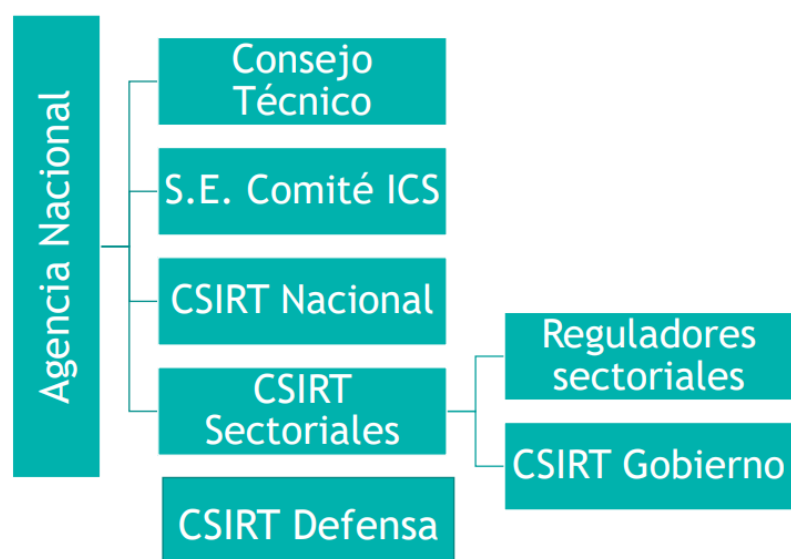 Agencia Nacional
Consejo
Técnico
S.E. Comité ICS
CSIRT Nacional
CSIRT
Sectoriales
Reguladores
sectoriales
CSIRT Gobierno
CSIRT Defensa